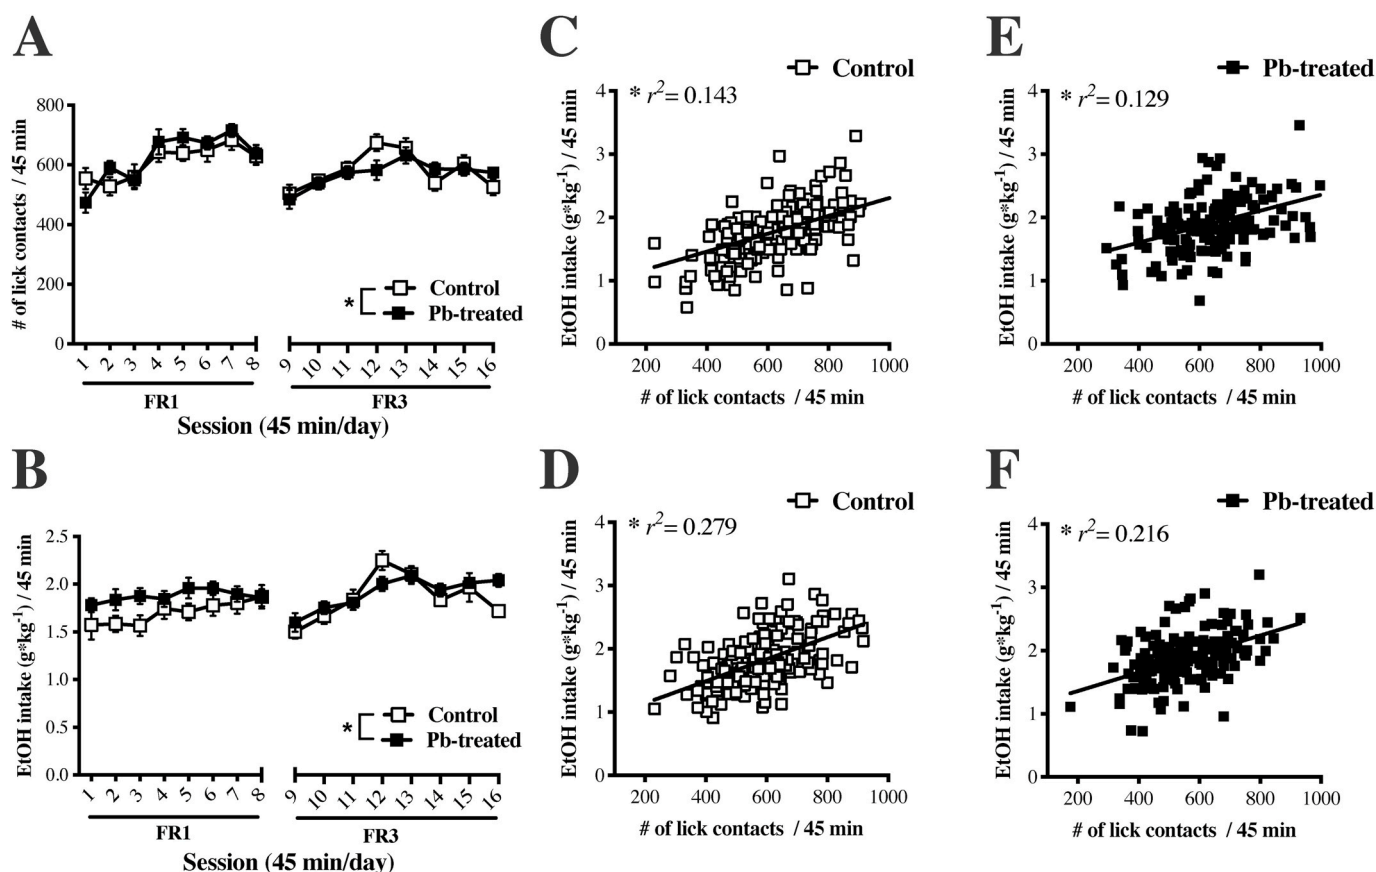 A
800
600
400
200
0
# of lick contacts / 45 min
Control
Pb-treated
*
1 2 3 4 5 6 7 8 9 10 11 12 13 14 15 16
FR1 FR3
Session (45 min/day)
B
2.5
2.0
1.5
1.0
0.5
0.0
EtOH intake (g*kg-1) / 45 min
Control
Pb-treated
*
1 2 3 4 5 6 7 8 9 10 11 12 13 14 15 16
FR1 FR3
Session (45 min/day)
C
Control
* r2= 0.143
4
3
2
1
0
EtOH intake (g*kg-1) / 45 min
200 400 600 800 1000
# of lick contacts / 45 min
D
Control
* r2= 0.279
4
3
2
1
0
EtOH intake (g*kg-1) / 45 min
200 400 600 800 1000
# of lick contacts / 45 min
E
Pb-treated
* r2= 0.129
4
3
2
1
0
EtOH intake (g*kg-1) / 45 min
200 400 600 800 1000
# of lick contacts / 45 min
F
Pb-treated
* r2= 0.216
4
3
2
1
0
EtOH intake (g*kg-1) / 45 min
200 400 600 800 1000
# of lick contacts / 45 min